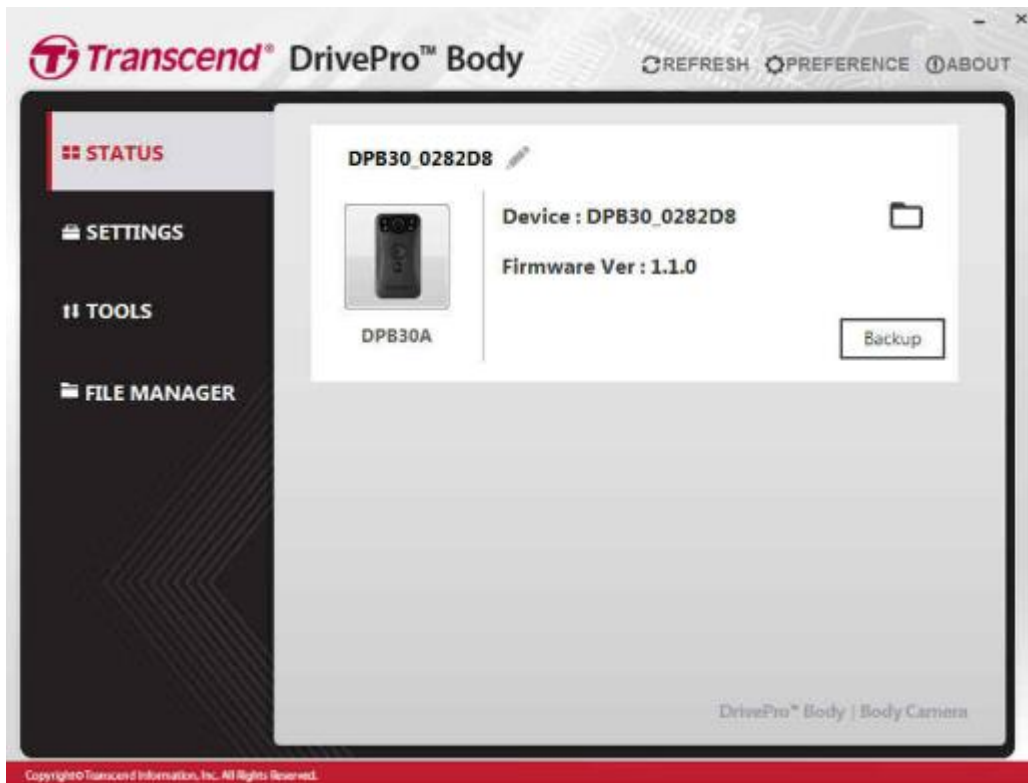 Transcend® DrivePro™ Body
REFRESH PREFERENCE ABOUT
STATUS
SETTINGS
TOOLS
FILE MANAGER
DPB30_0282D8
DPB30A
Device : DPB30_0282D8
Firmware Ver : 1.1.0
Backup
DrivePro™ Body | Body Camera
Copyright© Transcend Information, Inc. All Rights Reserved.